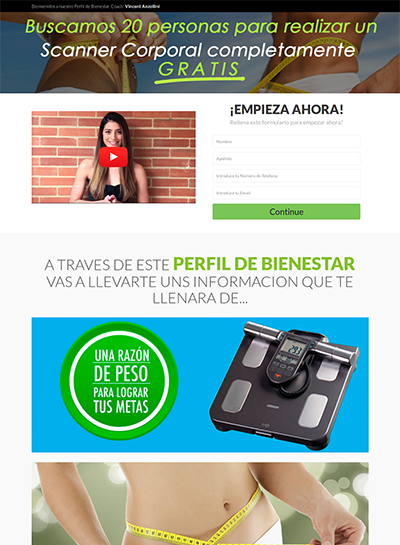 Bienvenidos a nuestro Perfil de Bienestar. Coach: Vincent Anzollini
Buscamos 20 personas para realizar un
Scanner Corporal completamente
GRATIS
¡EMPIEZA AHORA!
Rellena este formulario para empezar ahora!
Nombre
Apellido
Introduce tu Número de Telefono
Introduce tu Email
Continue
A TRAVES DE ESTE PERFIL DE BIENESTAR
VAS A LLEVARTE UNS INFORMACION QUE TE
LLENARA DE...
UNA RAZÓN
DE PESO
PARA LOGRAR
TUS METAS